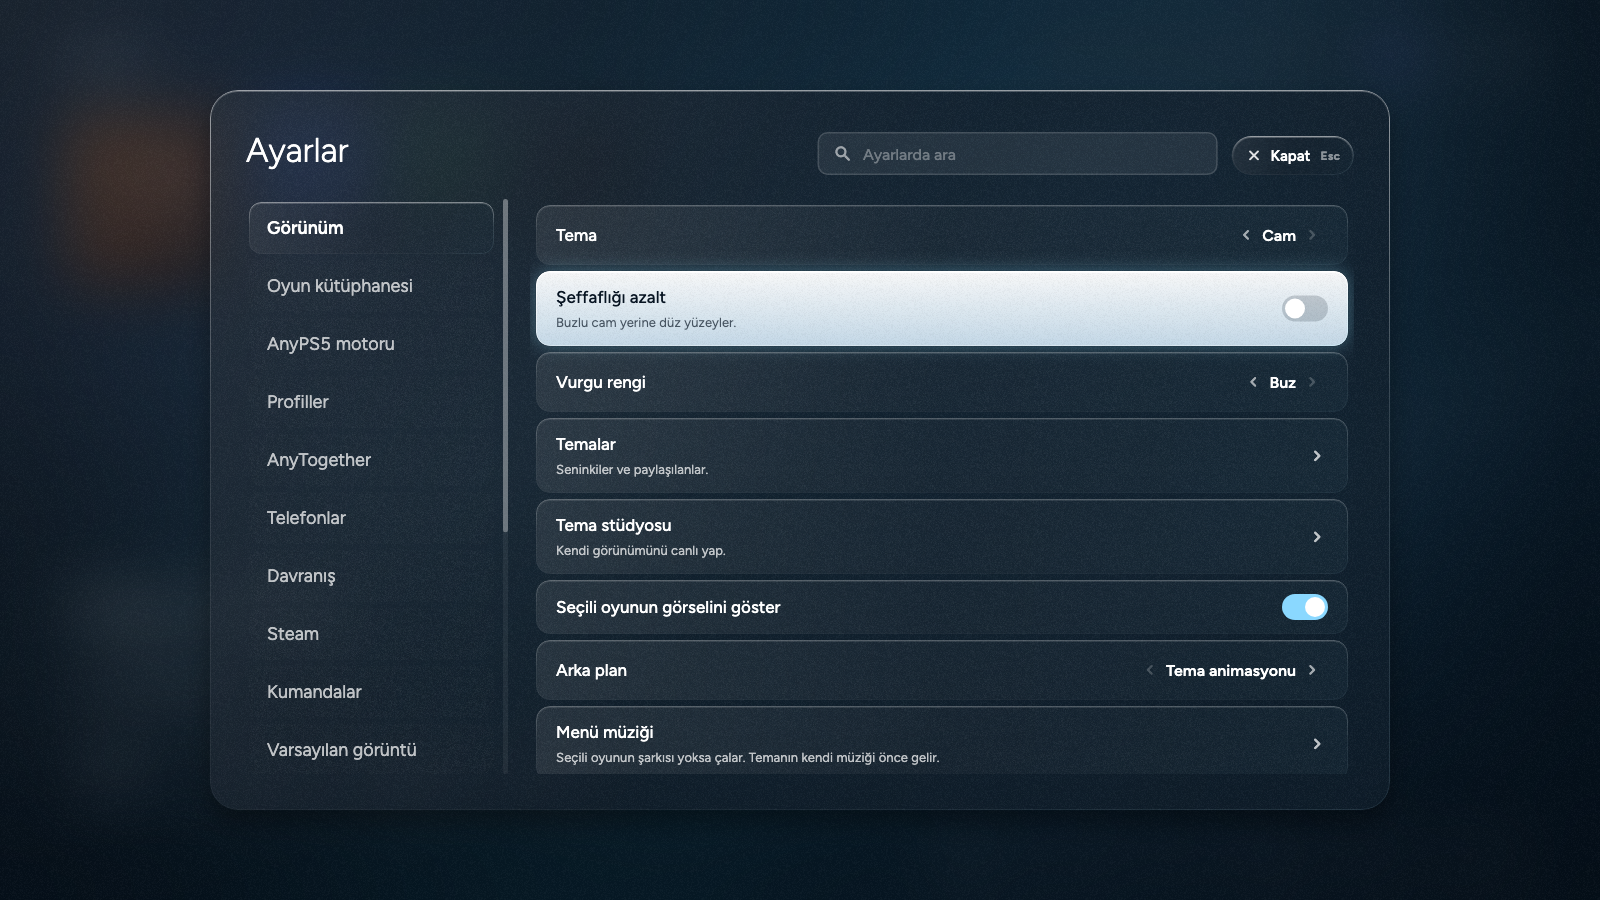 Ayarlar
Ayarlarda ara
Kapat Esc
Görünüm
Oyun kütüphanesi
AnyPS5 motoru
Profiller
AnyTogether
Telefonlar
Davranış
Steam
Kumandalar
Varsayılan görüntü
Tema
Cam
Şeffaflığı azalt
Buzlu cam yerine düz yüzeyler.
Vurgu rengi
Buz
Temalar
Seninkiler ve paylaşılanlar.
Tema stüdyosu
Kendi görünümünü canlı yap.
Seçili oyunun görselini göster
Arka plan
Tema animasyonu
Menü müziği
Seçili oyunun şarkısı yoksa çalar. Temanın kendi müziği önce gelir.